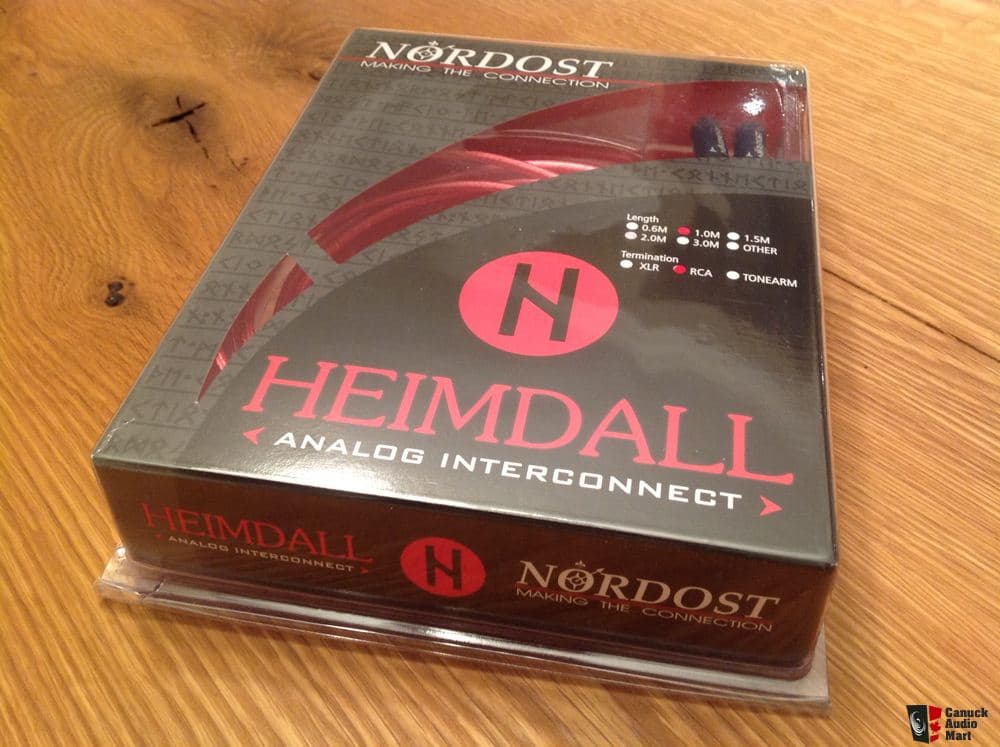 NORDOST
MAKING THE CONNECTION
Length
0.6M 1.0M 1.5M
2.0M 3.0M OTHER
Termination
XLR RCA TONEARM
HEIMDALL
ANALOG INTERCONNECT
HEIMDALL
ANALOG INTERCONNECT
NORDOST
MAKING THE CONNECTION
Canuck
Audio
Mart